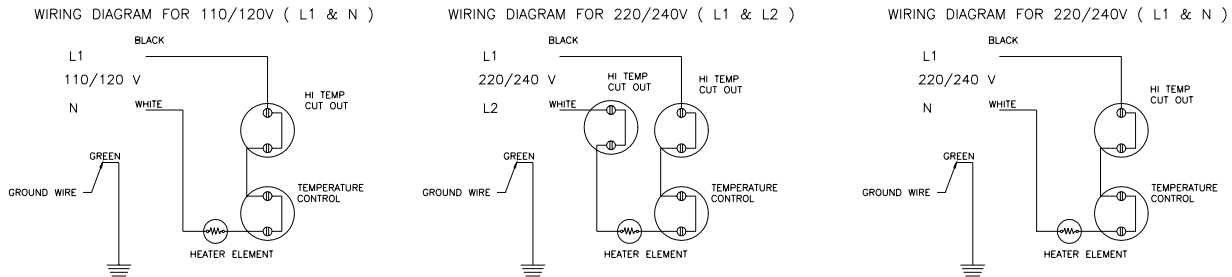 WIRING DIAGRAM FOR 110/120V ( L1 & N )
BLACK
L1
110/120 V
HI TEMP
CUT OUT
N
WHITE
GREEN
GROUND WIRE
TEMPERATURE
CONTROL
HEATER ELEMENT
WIRING DIAGRAM FOR 220/240V ( L1 & L2 )
BLACK
L1
220/240 V
HI TEMP
CUT OUT
HI TEMP
CUT OUT
L2
WHITE
GREEN
GROUND WIRE
TEMPERATURE
CONTROL
HEATER ELEMENT
WIRING DIAGRAM FOR 220/240V ( L1 & N )
BLACK
L1
220/240 V
HI TEMP
CUT OUT
N
WHITE
GREEN
GROUND WIRE
TEMPERATURE
CONTROL
HEATER ELEMENT